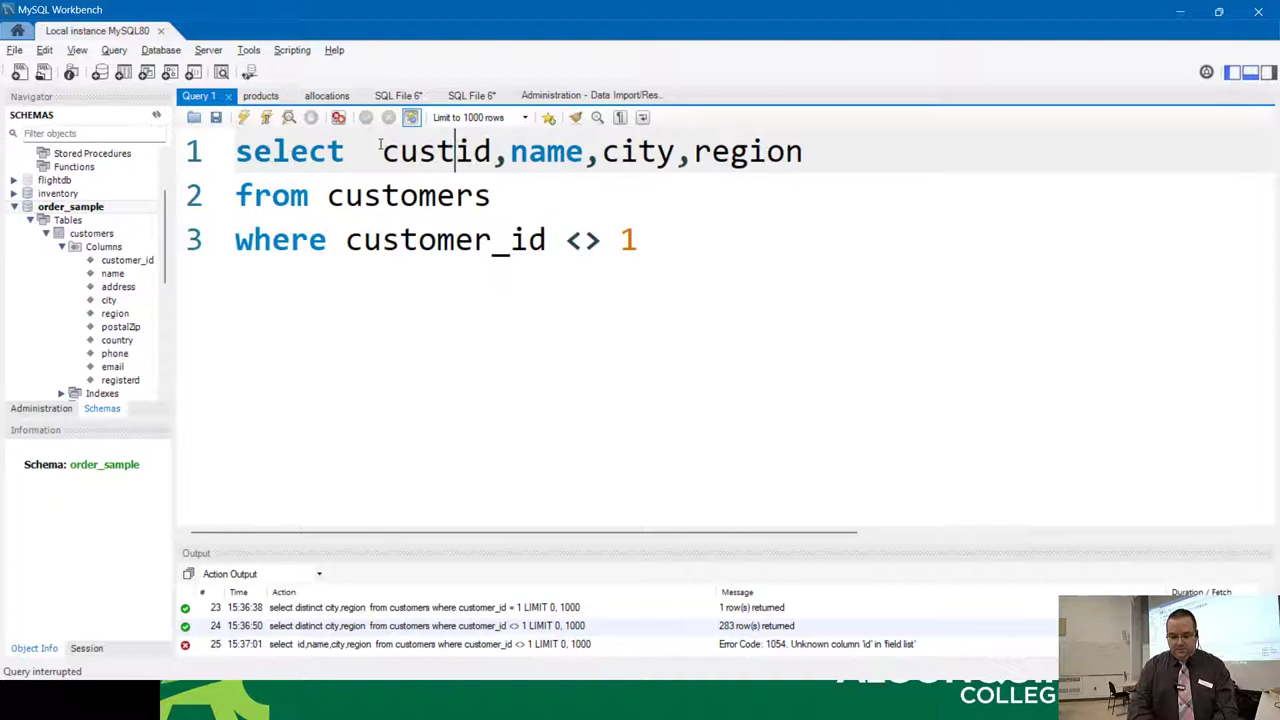 MySQL Workbench
Local instance MySQL80
File Edit View Query Database Server Tools Scripting Help
Navigator
SCHEMAS
Filter objects
Stored Procedures
Functions
flightdb
inventory
order_sample
Tables
customers
Columns
customer_id
name
address
city
region
postalZip
country
phone
email
registerd
Indexes
Administration Schemas
Information
Schema: order_sample
Object Info Session
Query interrupted
Query 1 products allocations SQL File 6* SQL File 6* Administration - Data Import/Res...
Limit to 1000 rows
1 select custid,name,city,region
2 from customers
3 where customer_id <> 1
Output
Action Output
# Time Action Message Duration / Fetch
23 15:36:38 select distinct city,region from customers where customer_id = 1 LIMIT 0, 1000 1 row(s) returned
24 15:36:50 select distinct city,region from customers where customer_id <> 1 LIMIT 0, 1000 283 row(s) returned
25 15:37:01 select id,name,city,region from customers where customer_id <> 1 LIMIT 0, 1000 Error Code: 1054. Unknown column 'id' in 'field list'